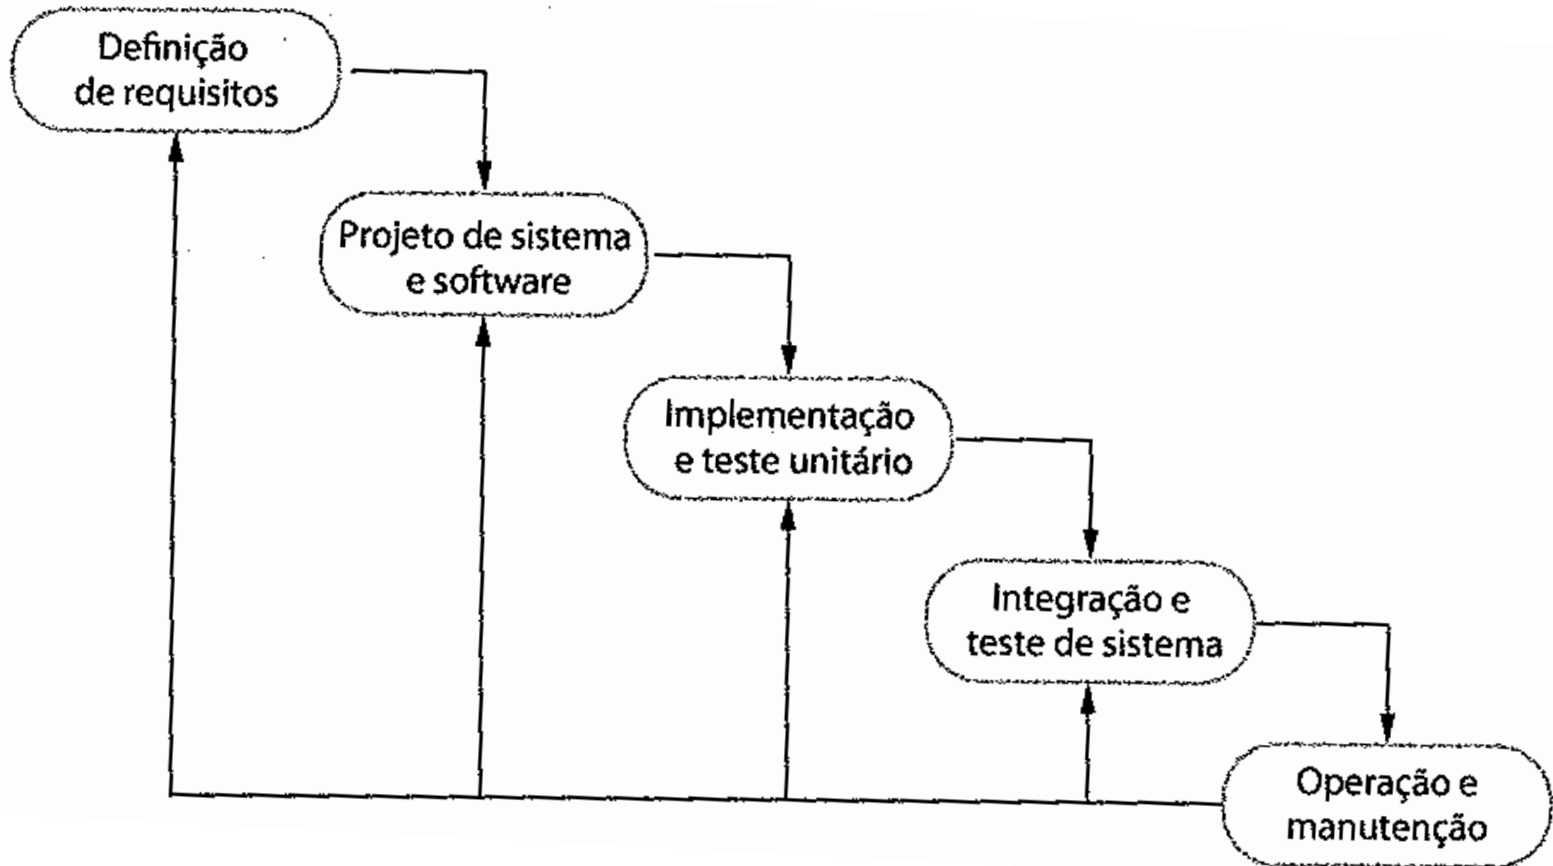 Definição
de requisitos
Projeto de sistema
e software
Implementação
e teste unitário
Integração e
teste de sistema
Operação e
manutenção